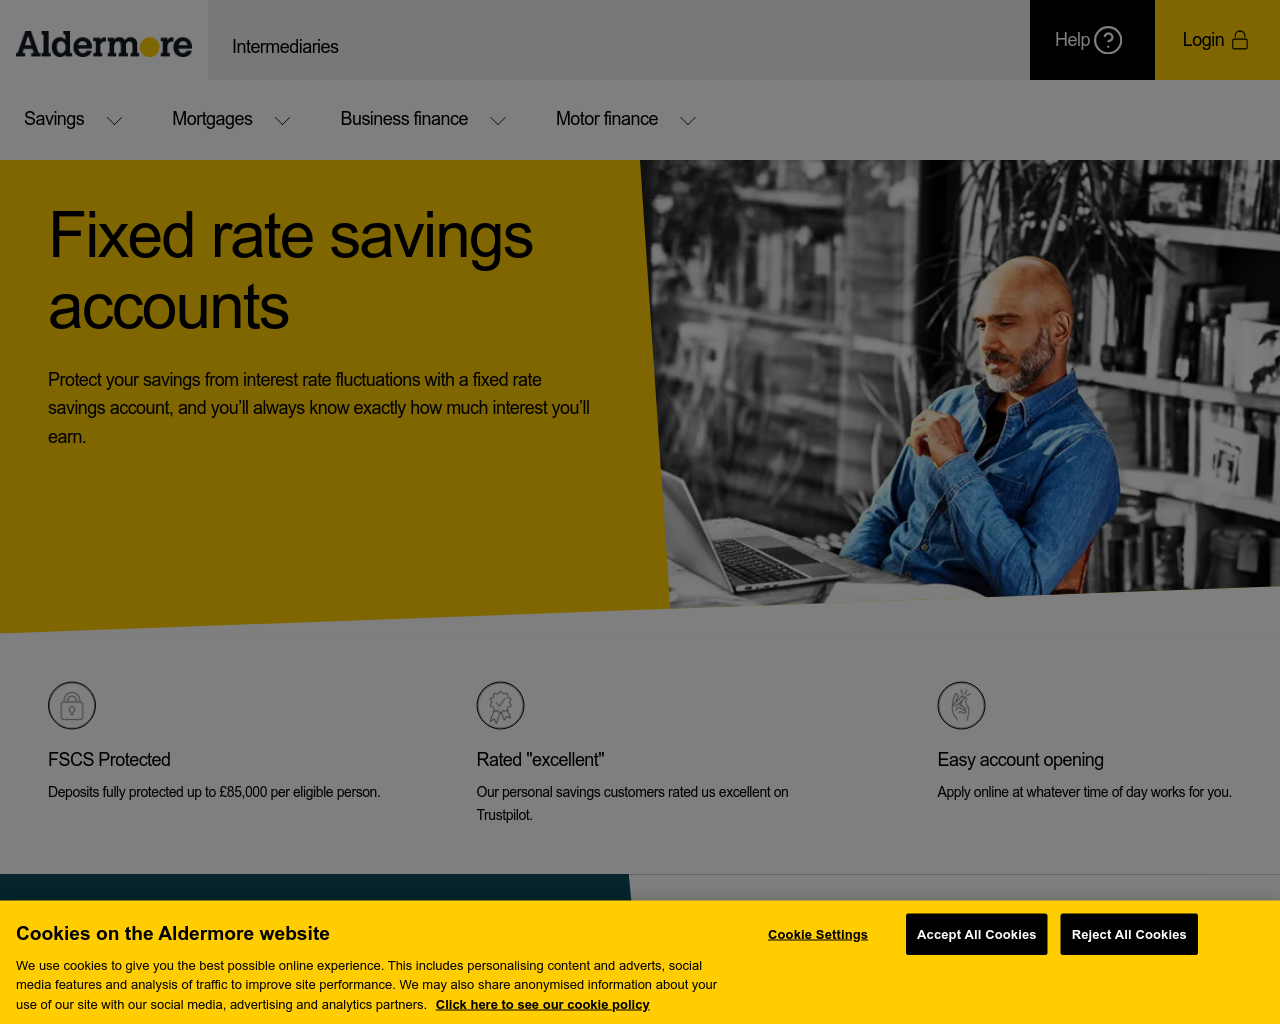 Aldermore
Intermediaries
Help
Login
Savings
Mortgages
Business finance
Motor finance
Fixed rate savings
accounts
Protect your savings from interest rate fluctuations with a fixed rate
savings account, and you’ll always know exactly how much interest you’ll
earn.
FSCS Protected
Deposits fully protected up to £85,000 per eligible person.
Rated "excellent"
Our personal savings customers rated us excellent on
Trustpilot.
Easy account opening
Apply online at whatever time of day works for you.
Cookies on the Aldermore website
We use cookies to give you the best possible online experience. This includes personalising content and adverts, social
media features and analysis of traffic to improve site performance. We may also share anonymised information about your
use of our site with our social media, advertising and analytics partners. Click here to see our cookie policy
Cookie Settings
Accept All Cookies
Reject All Cookies